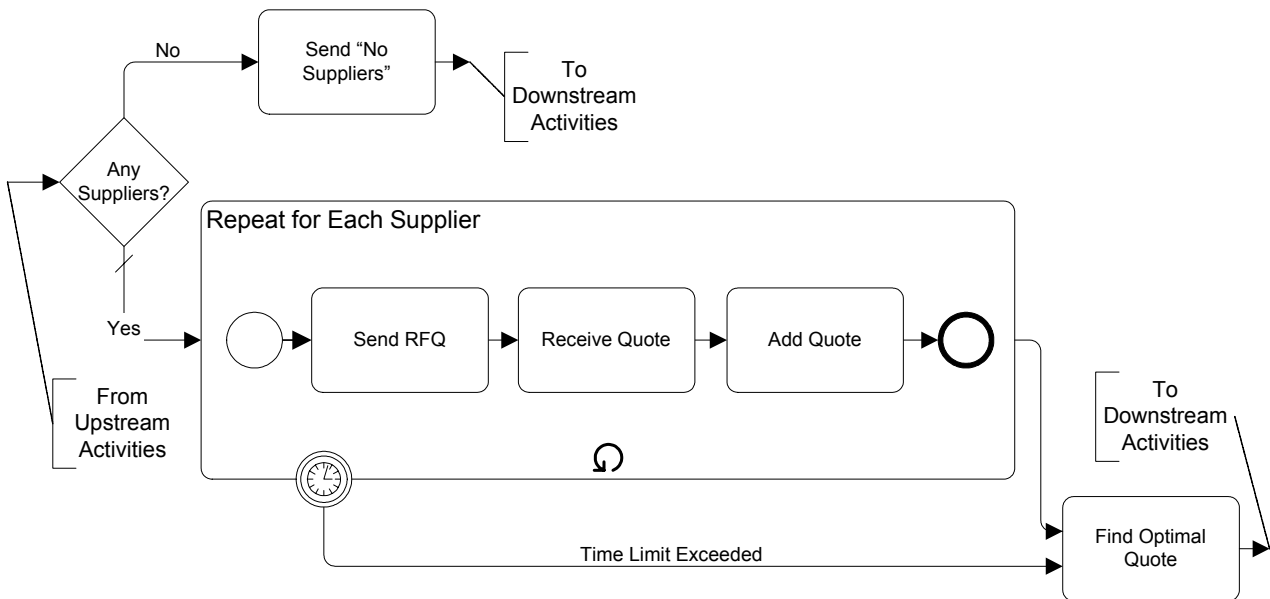 No
Send “No
Suppliers”
To
Downstream
Activities
Any
Suppliers?
Repeat for Each Supplier
Yes
Send RFQ
Receive Quote
Add Quote
From
Upstream
Activities
To
Downstream
Activities
Time Limit Exceeded
Find Optimal
Quote